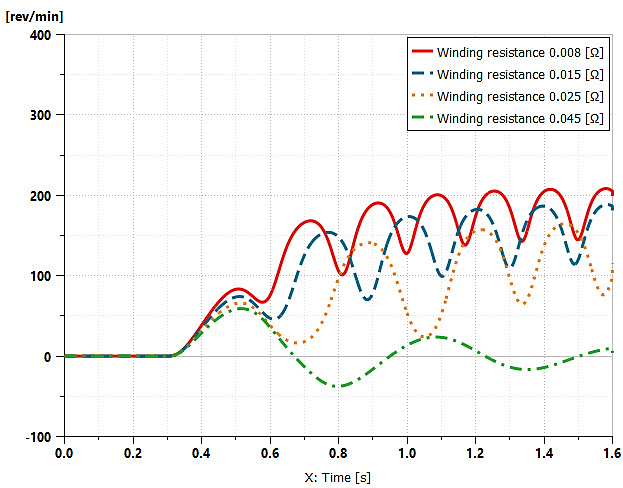 [rev/min]
400
300
200
100
0
-100
Winding resistance 0.008 [Ω]
Winding resistance 0.015 [Ω]
Winding resistance 0.025 [Ω]
Winding resistance 0.045 [Ω]
0.0 0.2 0.4 0.6 0.8 1.0 1.2 1.4 1.6
X: Time [s]